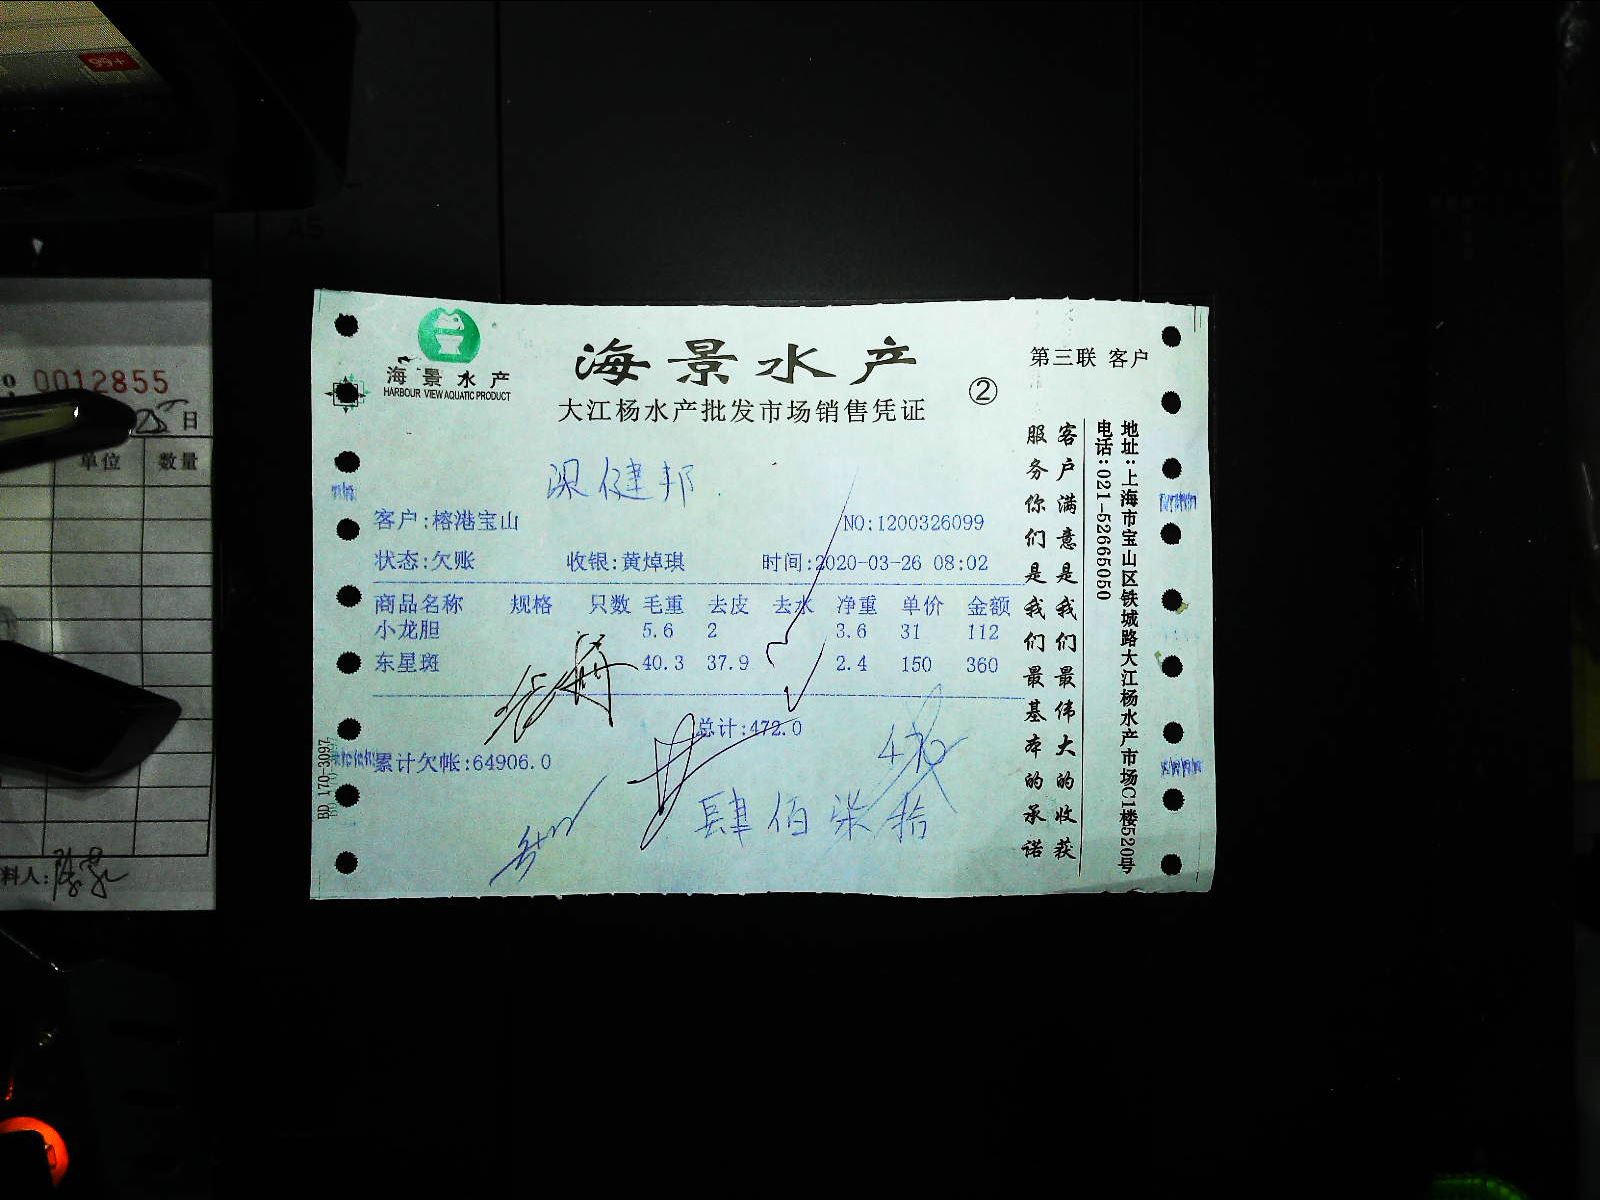 99+
A5
0012855
25日
单位 数量
料人:
海景水产
HARBOUR VIEW AQUATIC PRODUCT
海景水产
大江杨水产批发市场销售凭证
②
第三联 客户
梁健邦
客户:榕港宝山 NO:1200326099
状态:欠账 收银:黄焯琪 时间:2020-03-26 08:02
商品名称 规格 只数 毛重 去皮 去水 净重 单价 金额
小龙胆 5.6 2 3.6 31 112
东星斑 40.3 37.9 2.4 150 360
总计:472.0
累计欠帐:64906.0
470
肆佰柒拾
客户满意是我们最伟大的收获
服务你们是我们最基本的承诺
地址:上海市宝山区铁城路大江杨水产市场C1楼520号
电话:021-52665050
BD 170-3097